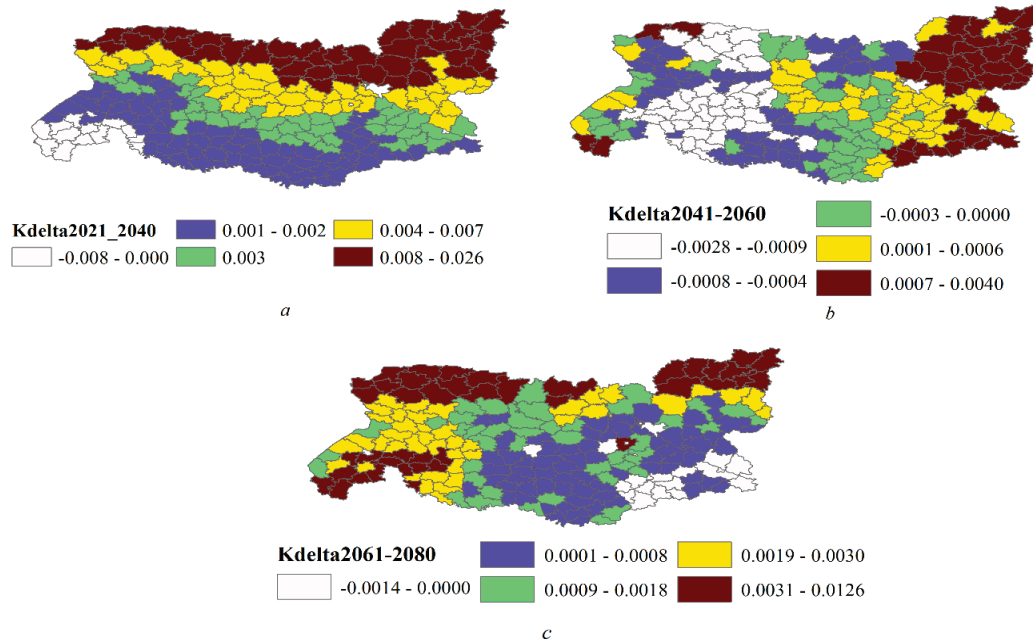 Kdelta2021_2040
0.001 - 0.002
0.004 - 0.007
-0.008 - 0.000
0.003
0.008 - 0.026
a
Kdelta2041-2060
-0.0003 - 0.0000
-0.0028 - -0.0009
0.0001 - 0.0006
-0.0008 - -0.0004
0.0007 - 0.0040
b
Kdelta2061-2080
0.0001 - 0.0008
0.0019 - 0.0030
-0.0014 - 0.0000
0.0009 - 0.0018
0.0031 - 0.0126
c